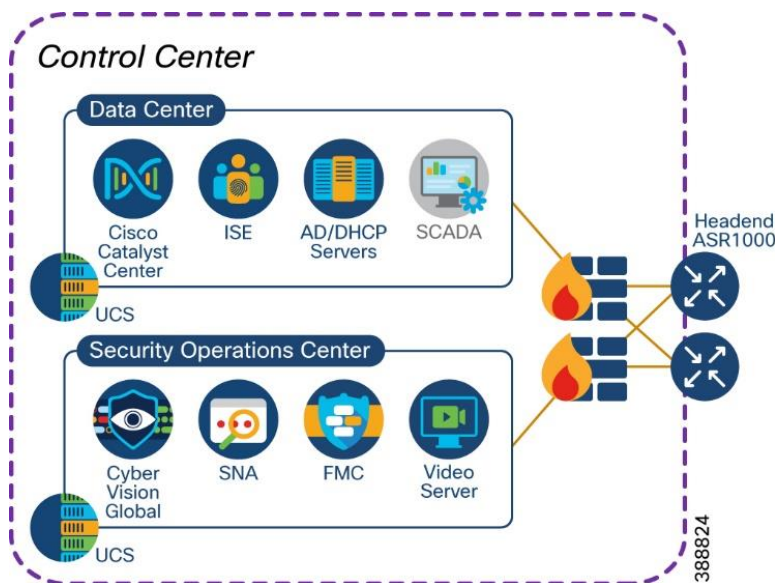 Control Center
Data Center
Cisco
Catalyst
Center
ISE
AD/DHCP
Servers
SCADA
UCS
Security Operations Center
Cyber
Vision
Global
SNA
FMC
Video
Server
UCS
Headend
ASR1000
388824